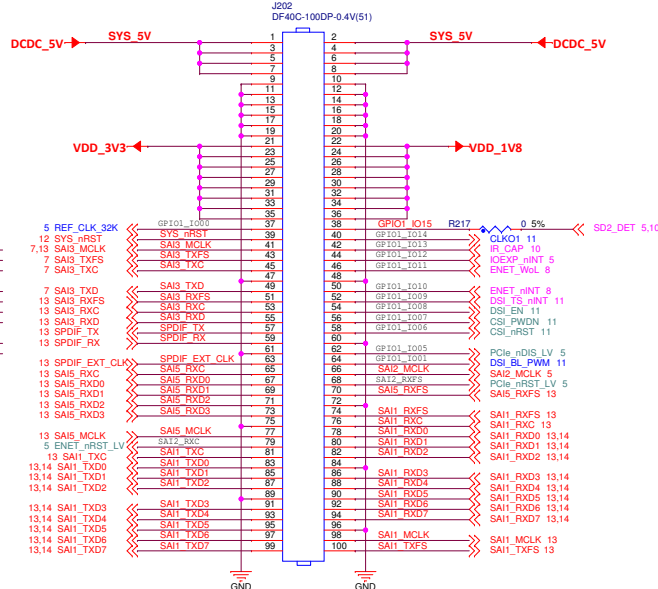 J202
DF40C-100DP-0.4V(51)
DCDC_5V SYS_5V 1 2 SYS_5V DCDC_5V
3 4
5 6
7 8
9 10
11 12
13 14
15 16
17 18
19 20
VDD_3V3 21 22 VDD_1V8
23 24
25 26
27 28
29 30
31 32
33 34
35 36
5 REF_CLK_32K GPIO1_IO00 37 38 GPIO1_IO15 R217 0 5% SD2_DET 5,10
12 SYS_nRST SYS_nRST 39 40 GPIO1_IO14 CLKO1 11
7,13 SAI3_MCLK SAI3_MCLK 41 42 GPIO1_IO13 IR_CAP 10
7 SAI3_TXFS SAI3_TXFS 43 44 GPIO1_IO12 IOEXP_nINT 5
7 SAI3_TXC SAI3_TXC 45 46 GPIO1_IO11 ENET_WoL 8
47 48
7 SAI3_TXD SAI3_TXD 49 50 GPIO1_IO10 ENET_nINT 8
13 SAI3_RXFS SAI3_RXFS 51 52 GPIO1_IO09 DSI_TS_nINT 11
13 SAI3_RXC SAI3_RXC 53 54 GPIO1_IO08 DSI_EN 11
13 SAI3_RXD SAI3_RXD 55 56 GPIO1_IO07 CSI_PWDN 11
13 SPDIF_TX SPDIF_TX 57 58 GPIO1_IO06 CSI_nRST 11
13 SPDIF_RX SPDIF_RX 59 60
61 62 GPIO1_IO05 PCIe_nDIS_LV 5
13 SPDIF_EXT_CLK SPDIF_EXT_CLK 63 64 GPIO1_IO01 DSI_BL_PWM 11
13 SAI5_RXC SAI5_RXC 65 66 SAI2_MCLK SAI2_MCLK 5
13 SAI5_RXD0 SAI5_RXD0 67 68 SAI2_RXFS PCIe_nRST_LV 5
13 SAI5_RXD1 SAI5_RXD1 69 70 SAI5_RXFS SAI5_RXFS 13
13 SAI5_RXD2 SAI5_RXD2 71 72
13 SAI5_RXD3 SAI5_RXD3 73 74 SAI1_RXFS SAI1_RXFS 13
75 76 SAI1_RXC SAI1_RXC 13
13 SAI5_MCLK SAI5_MCLK 77 78 SAI1_RXD0 SAI1_RXD0 13,14
5 ENET_nRST_LV SAI2_RXC 79 80 SAI1_RXD1 SAI1_RXD1 13,14
13 SAI1_TXC SAI1_TXC 81 82 SAI1_RXD2 SAI1_RXD2 13,14
13,14 SAI1_TXD0 SAI1_TXD0 83 84
13,14 SAI1_TXD1 SAI1_TXD1 85 86 SAI1_RXD3 SAI1_RXD3 13,14
13,14 SAI1_TXD2 SAI1_TXD2 87 88 SAI1_RXD4 SAI1_RXD4 13,14
89 90 SAI1_RXD5 SAI1_RXD5 13,14
13,14 SAI1_TXD3 SAI1_TXD3 91 92 SAI1_RXD6 SAI1_RXD6 13,14
13,14 SAI1_TXD4 SAI1_TXD4 93 94 SAI1_RXD7 SAI1_RXD7 13,14
13,14 SAI1_TXD5 SAI1_TXD5 95 96
13,14 SAI1_TXD6 SAI1_TXD6 97 98 SAI1_MCLK SAI1_MCLK 13
13,14 SAI1_TXD7 SAI1_TXD7 99 100 SAI1_TXFS SAI1_TXFS 13
GND GND